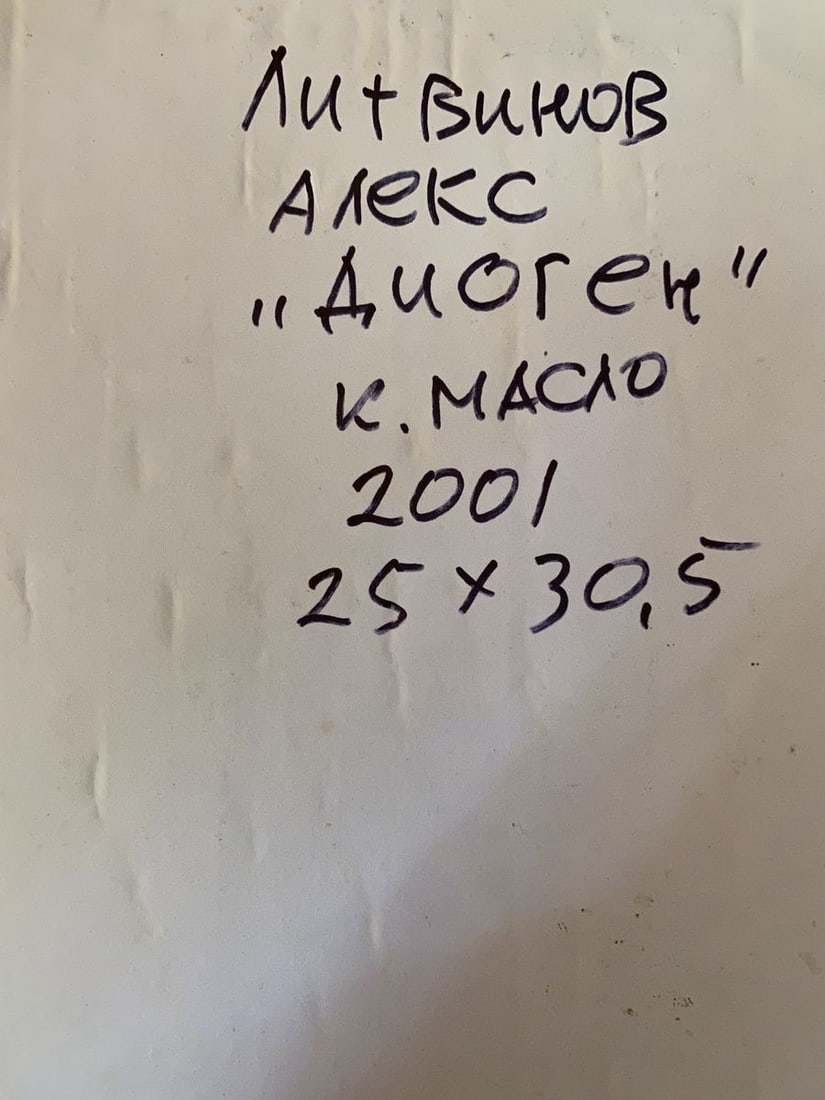 Литвинов
Алекс
„Диоген"
К. МАСЛО
2001
25 x 30,5